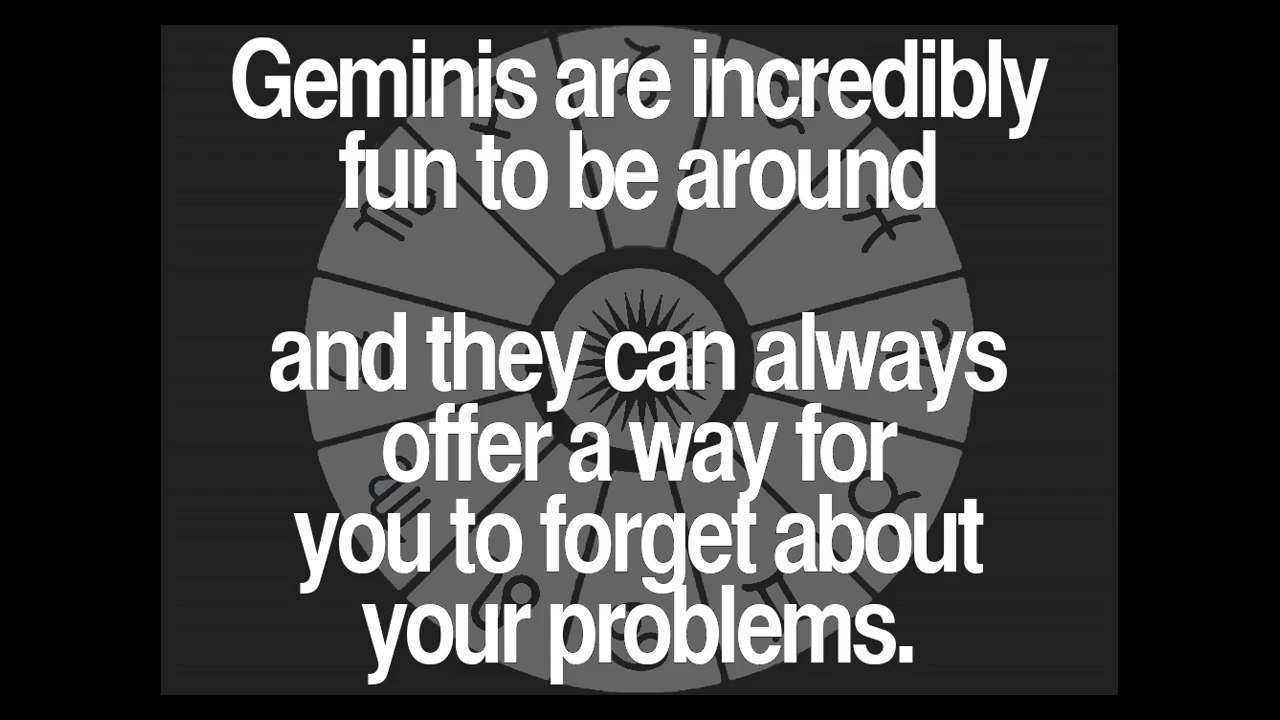 Geminis are incredibly
fun to be around
and they can always
offer a way for
you to forget about
your problems.